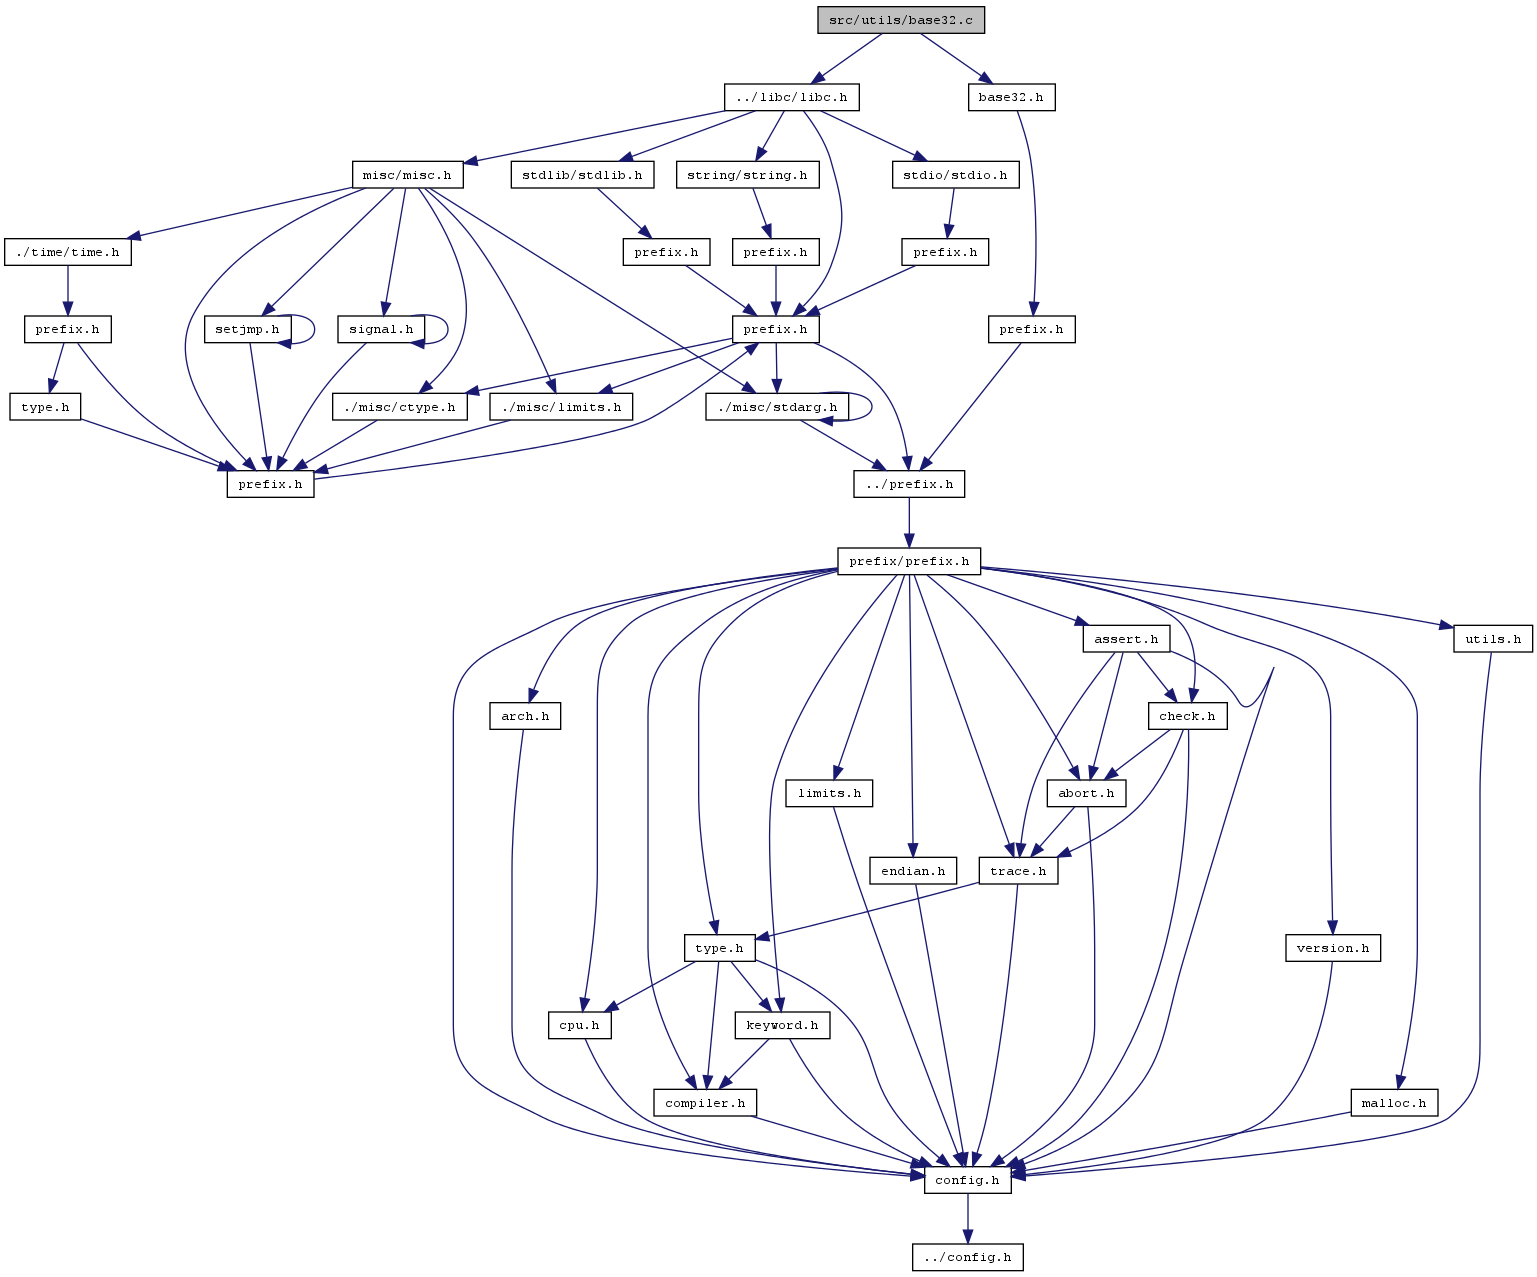 src/utils/base32.c
../libc/libc.h
base32.h
misc/misc.h
stdlib/stdlib.h
string/string.h
stdio/stdio.h
./time/time.h
prefix.h
prefix.h
prefix.h
prefix.h
setjmp.h
signal.h
prefix.h
prefix.h
type.h
./misc/ctype.h
./misc/limits.h
./misc/stdarg.h
prefix.h
../prefix.h
prefix/prefix.h
assert.h
utils.h
arch.h
check.h
limits.h
abort.h
endian.h
trace.h
type.h
version.h
cpu.h
keyword.h
compiler.h
malloc.h
config.h
../config.h